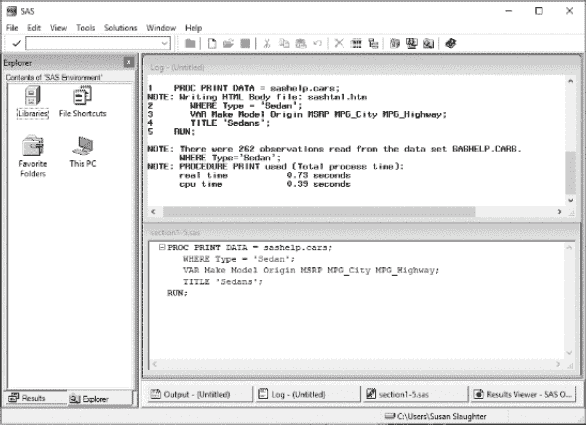 SAS
File Edit View Tools Solutions Window Help
Explorer
Contents of 'SAS Environment'
Libraries
File Shortcuts
Favorite Folders
This PC
Results
Explorer
Log - (Untitled)
1 PROC PRINT DATA = sashelp.cars;
NOTE: Writing HTML Body file: sashtml.htm
2 WHERE Type = 'Sedan';
3 VAR Make Model Origin MSRP MPG_City MPG_Highway;
4 TITLE 'Sedans';
5 RUN;
NOTE: There were 262 observations read from the data set SASHELP.CARS.
WHERE Type='Sedan';
NOTE: PROCEDURE PRINT used (Total process time):
real time 0.73 seconds
cpu time 0.39 seconds
section1-5.sas
PROC PRINT DATA = sashelp.cars;
WHERE Type = 'Sedan';
VAR Make Model Origin MSRP MPG_City MPG_Highway;
TITLE 'Sedans';
RUN;
Output - (Untitled)
Log - (Untitled)
section1-5.sas
Results Viewer - SAS O...
C:\Users\Susan Slaughter